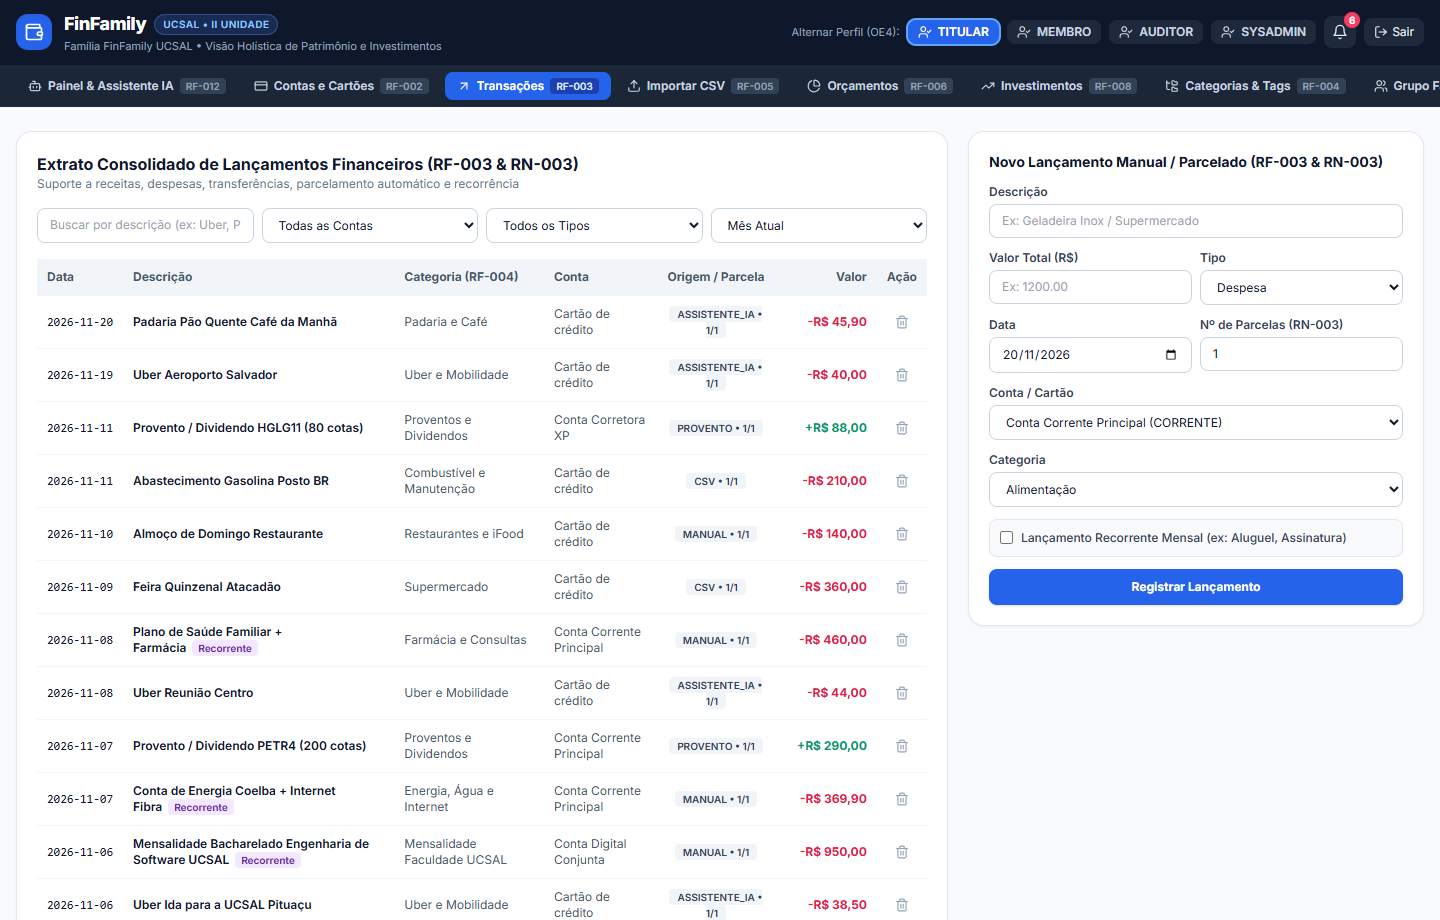 FinFamily UCSAL • II UNIDADE
Família FinFamily UCSAL • Visão Holística de Patrimônio e Investimentos
Alternar Perfil (OE4): TITULAR MEMBRO AUDITOR SYSADMIN 6 Sair
Painel & Assistente IA RF-012 Contas e Cartões RF-002 Transações RF-003 Importar CSV RF-005 Orçamentos RF-006 Investimentos RF-008 Categorias & Tags RF-004 Grupo F
Extrato Consolidado de Lançamentos Financeiros (RF-003 & RN-003)
Suporte a receitas, despesas, transferências, parcelamento automático e recorrência
Buscar por descrição (ex: Uber, P Todas as Contas Todos os Tipos Mês Atual
Data Descrição Categoria (RF-004) Conta Origem / Parcela Valor Ação
2026-11-20 Padaria Pão Quente Café da Manhã Padaria e Café Cartão de crédito ASSISTENTE_IA • 1/1 -R$ 45,90
2026-11-19 Uber Aeroporto Salvador Uber e Mobilidade Cartão de crédito ASSISTENTE_IA • 1/1 -R$ 40,00
2026-11-11 Provento / Dividendo HGLG11 (80 cotas) Proventos e Dividendos Conta Corretora XP PROVENTO • 1/1 +R$ 88,00
2026-11-11 Abastecimento Gasolina Posto BR Combustível e Manutenção Cartão de crédito CSV • 1/1 -R$ 210,00
2026-11-10 Almoço de Domingo Restaurante Restaurantes e iFood Cartão de crédito MANUAL • 1/1 -R$ 140,00
2026-11-09 Feira Quinzenal Atacadão Supermercado Cartão de crédito CSV • 1/1 -R$ 360,00
2026-11-08 Plano de Saúde Familiar + Farmácia Recorrente Farmácia e Consultas Conta Corrente Principal MANUAL • 1/1 -R$ 460,00
2026-11-08 Uber Reunião Centro Uber e Mobilidade Cartão de crédito ASSISTENTE_IA • 1/1 -R$ 44,00
2026-11-07 Provento / Dividendo PETR4 (200 cotas) Proventos e Dividendos Conta Corrente Principal PROVENTO • 1/1 +R$ 290,00
2026-11-07 Conta de Energia Coelba + Internet Fibra Recorrente Energia, Água e Internet Conta Corrente Principal MANUAL • 1/1 -R$ 369,90
2026-11-06 Mensalidade Bacharelado Engenharia de Software UCSAL Recorrente Mensalidade Faculdade UCSAL Conta Digital Conjunta MANUAL • 1/1 -R$ 950,00
2026-11-06 Uber Ida para a UCSAL Pituaçu Uber e Mobilidade Cartão de crédito ASSISTENTE_IA • 1/1 -R$ 38,50
Novo Lançamento Manual / Parcelado (RF-003 & RN-003)
Descrição
Ex: Geladeira Inox / Supermercado
Valor Total (R$) Tipo
Ex: 1200.00 Despesa
Data Nº de Parcelas (RN-003)
20/11/2026 1
Conta / Cartão
Conta Corrente Principal (CORRENTE)
Categoria
Alimentação
Lançamento Recorrente Mensal (ex: Aluguel, Assinatura)
Registrar Lançamento